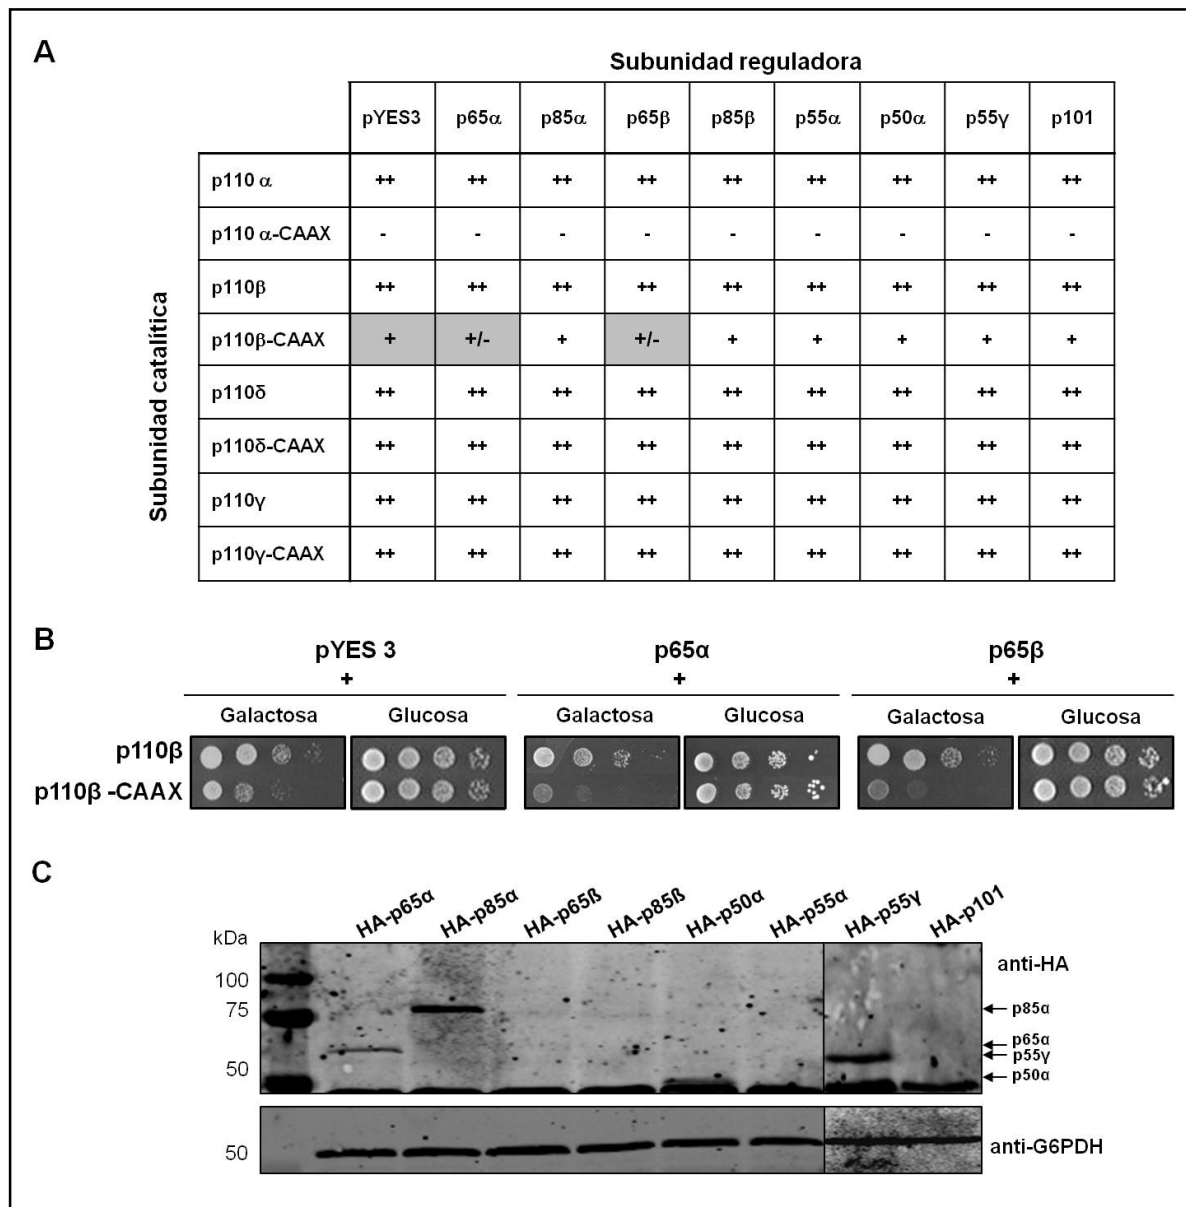 A
Subunidad reguladora
Subunidad catalítica
pYES3 p65α p85α p65β p85β p55α p50α p55γ p101
p110 α ++ ++ ++ ++ ++ ++ ++ ++ ++
p110 α-CAAX - - - - - - - - -
p110β ++ ++ ++ ++ ++ ++ ++ ++ ++
p110β-CAAX + +/- + +/- + + + + +
p110δ ++ ++ ++ ++ ++ ++ ++ ++ ++
p110δ-CAAX ++ ++ ++ ++ ++ ++ ++ ++ ++
p110γ ++ ++ ++ ++ ++ ++ ++ ++ ++
p110γ-CAAX ++ ++ ++ ++ ++ ++ ++ ++ ++
B
pYES 3 p65α p65β
+ + +
Galactosa Glucosa Galactosa Glucosa Galactosa Glucosa
p110β
p110β -CAAX
C
HA-p65α HA-p85α HA-p65ß HA-p85ß HA-p50α HA-p55α HA-p55γ HA-p101
kDa
anti-HA
100
75
p85α
p65α
p55γ
50
p50α
50
anti-G6PDH